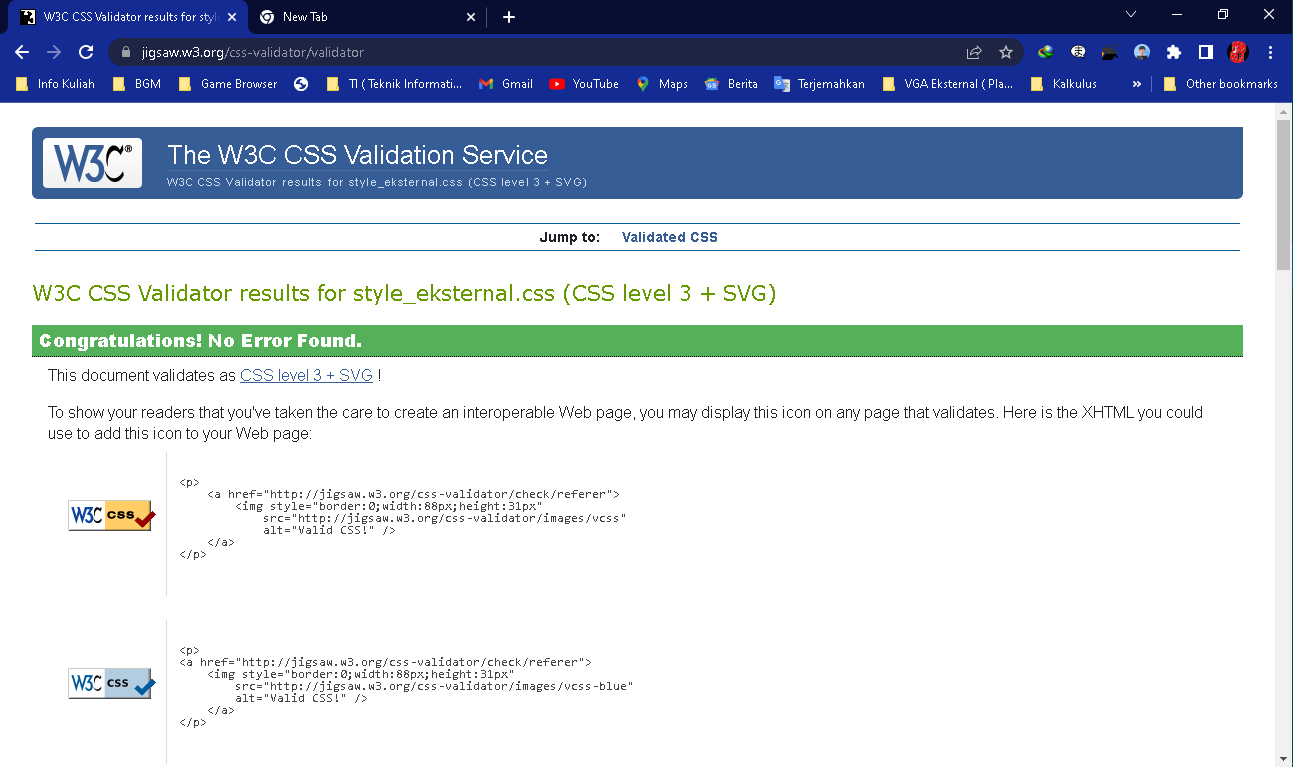 W3C CSS Validator results for styl
New Tab
jigsaw.w3.org/css-validator/validator
Info Kuliah
BGM
Game Browser
TI ( Teknik Informati...
Gmail
YouTube
Maps
Berita
Terjemahkan
VGA Eksternal ( Pla...
Kalkulus
»
Other bookmarks
W3C®
The W3C CSS Validation Service
W3C CSS Validator results for style_eksternal.css (CSS level 3 + SVG)
Jump to: Validated CSS
W3C CSS Validator results for style_eksternal.css (CSS level 3 + SVG)
Congratulations! No Error Found.
This document validates as CSS level 3 + SVG !
To show your readers that you've taken the care to create an interoperable Web page, you may display this icon on any page that validates. Here is the XHTML you could
use to add this icon to your Web page:
W3C css
<p>
<a href="http://jigsaw.w3.org/css-validator/check/referer">
<img style="border:0;width:88px;height:31px"
src="http://jigsaw.w3.org/css-validator/images/vcss"
alt="Valid CSS!" />
</a>
</p>
W3C css
<p>
<a href="http://jigsaw.w3.org/css-validator/check/referer">
<img style="border:0;width:88px;height:31px"
src="http://jigsaw.w3.org/css-validator/images/vcss-blue"
alt="Valid CSS!" />
</a>
</p>